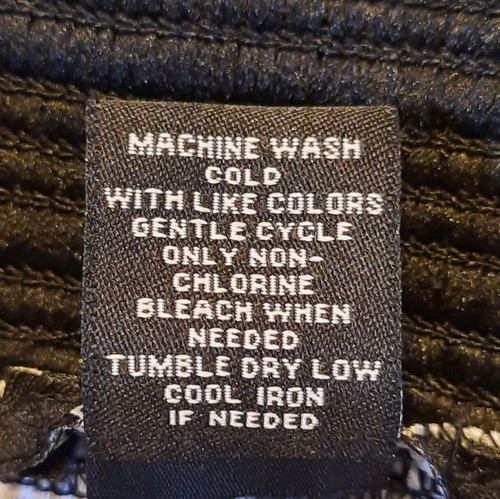 MACHINE WASH
COLD
WITH LIKE COLORS
GENTLE CYCLE
ONLY NON-
CHLORINE
BLEACH WHEN
NEEDED
TUMBLE DRY LOW
COOL IRON
IF NEEDED